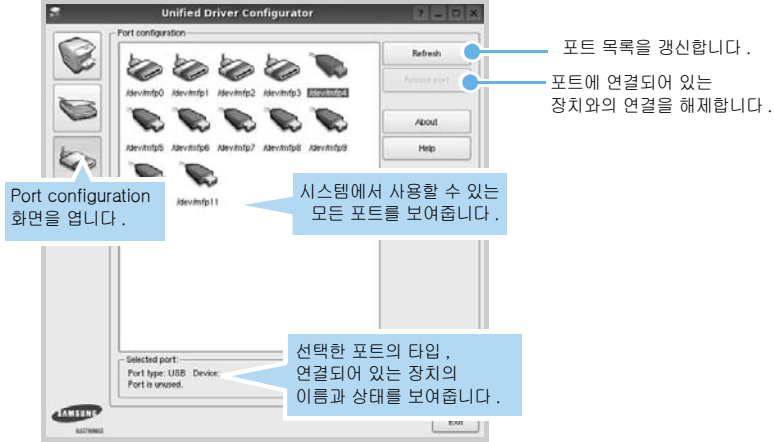 Unified Driver Configurator
Port configuration
Refresh
포트 목록을 갱신합니다 .
Release port
포트에 연결되어 있는
장치와의 연결을 해제합니다 .
/dev/mfp0 /dev/mfp1 /dev/mfp2 /dev/mfp3 /dev/mfp4
About
/dev/mfp5 /dev/mfp6 /dev/mfp7 /dev/mfp8 /dev/mfp9
Help
Port configuration
화면을 엽니다 .
/dev/mfp11
시스템에서 사용할 수 있는
모든 포트를 보여줍니다 .
Selected port:
Port type: USB Device:
Port is unused.
선택한 포트의 타입 ,
연결되어 있는 장치의
이름과 상태를 보여줍니다 .
SAMSUNG
ELECTRONICS
Exit